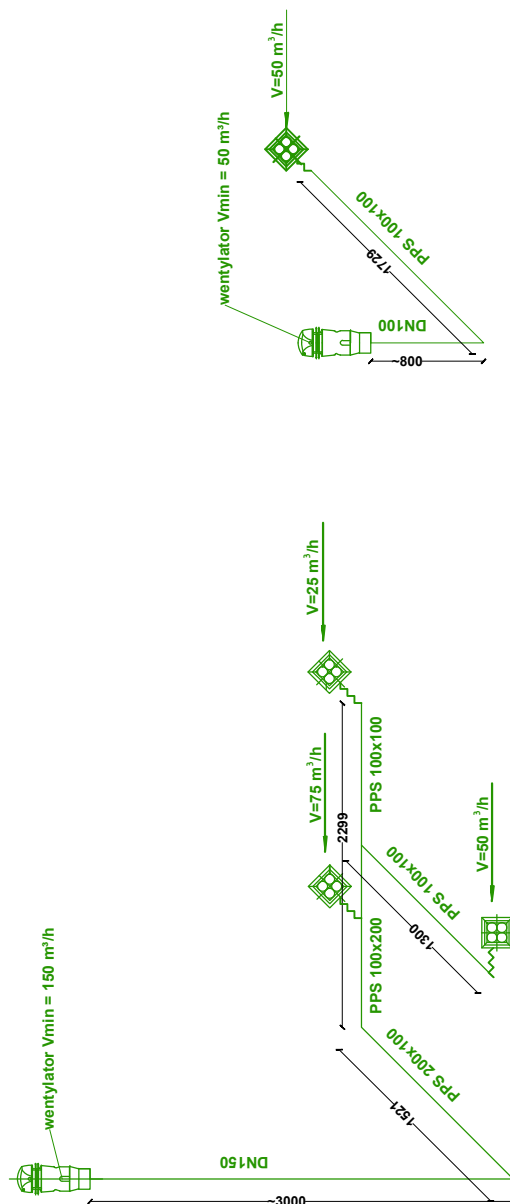 V=50 m³/h
wentylator Vmin = 50 m³/h
PPS 100x100
1729
DN100
~800
V=25 m³/h
V=75 m³/h
PPS 100x100
2299
PPS 100x100
V=50 m³/h
1300
PPS 100x200
wentylator Vmin = 150 m³/h
PPS 200x100
1521
DN150
~3000